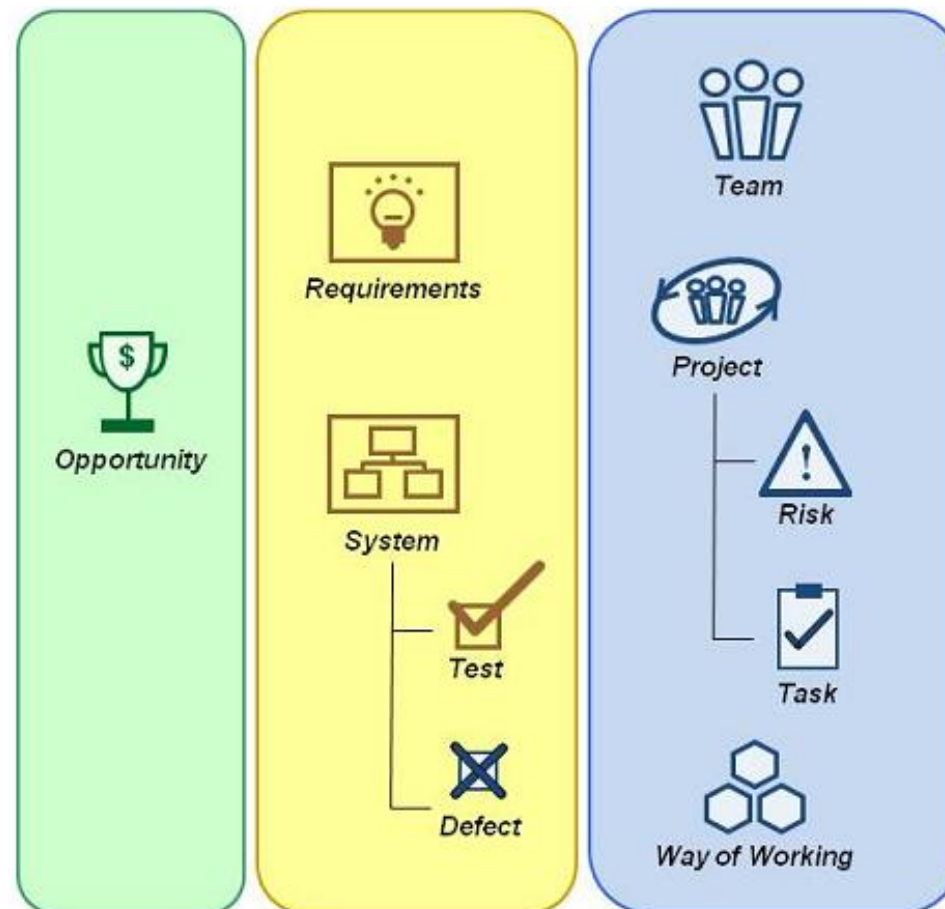 $
Opportunity
Requirements
System
Test
Defect
Team
Project
!
Risk
Task
Way of Working